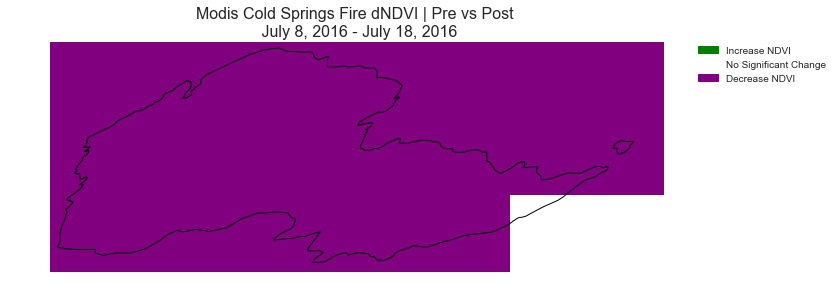 Modis Cold Springs Fire dNDVI | Pre vs Post
July 8, 2016 - July 18, 2016
Increase NDVI
No Significant Change
Decrease NDVI